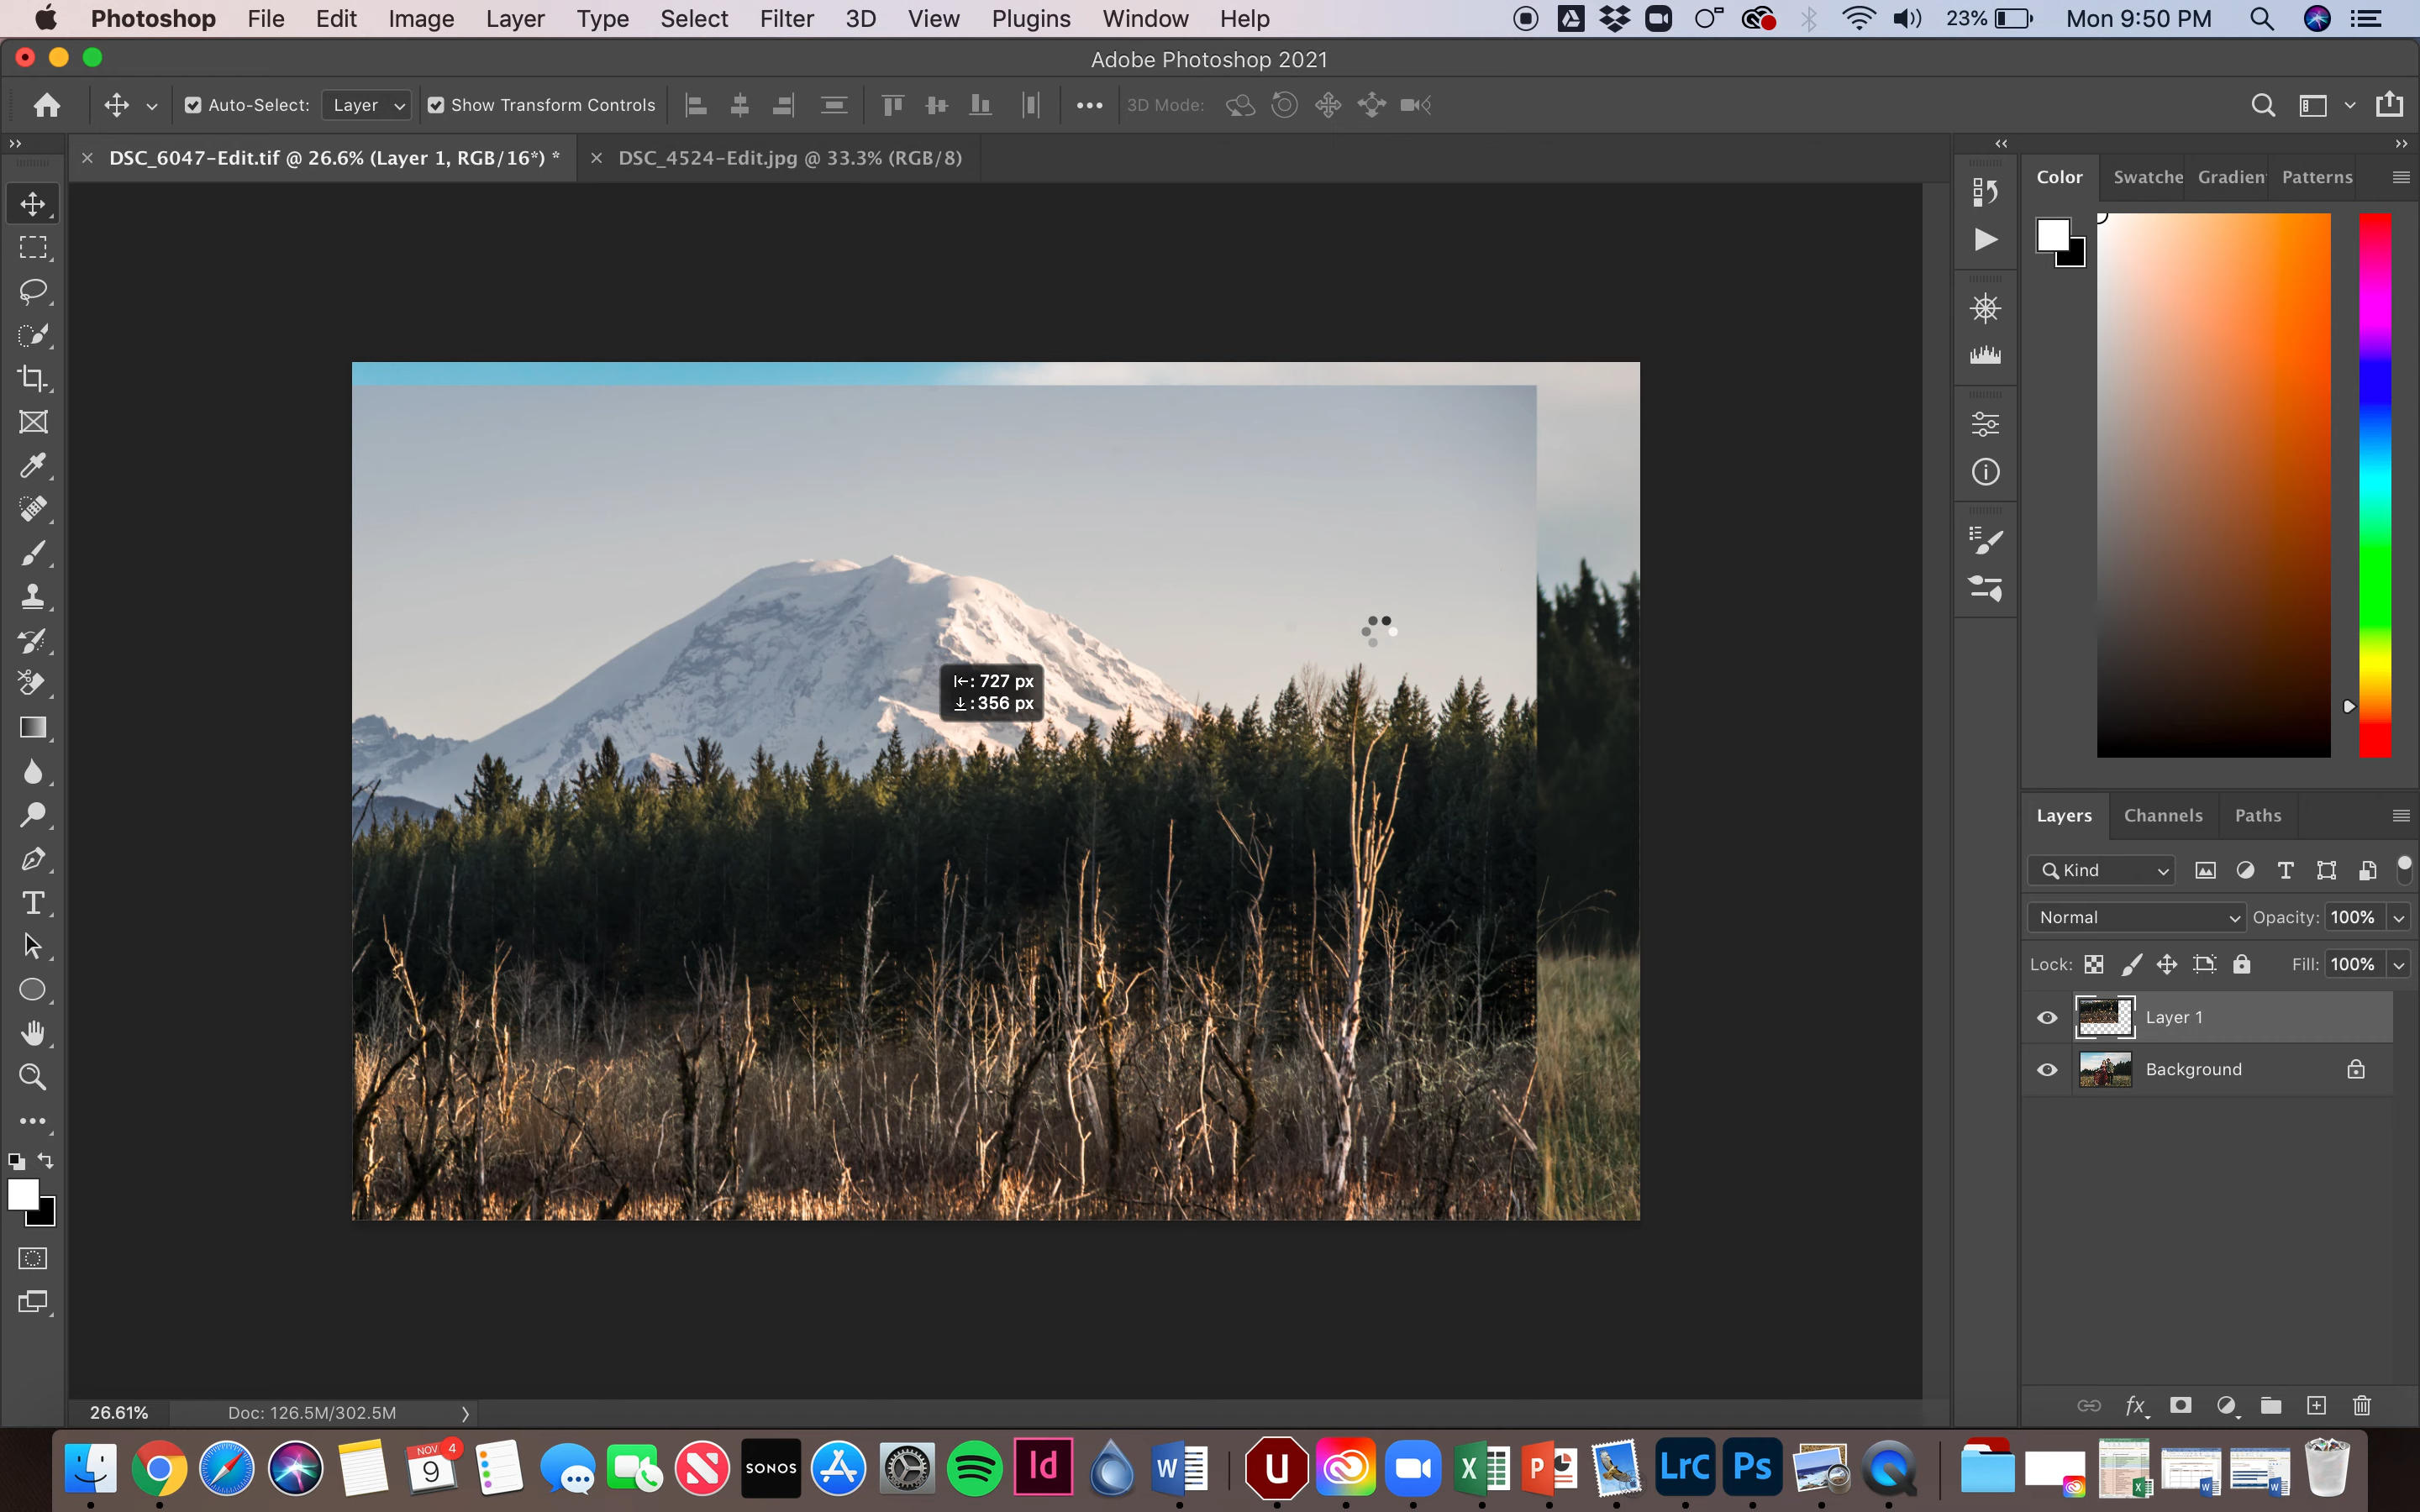 Photoshop File Edit Image Layer Type Select Filter 3D View Plugins Window Help 23% Mon 9:50 PM
Adobe Photoshop 2021
Auto-Select: Layer Show Transform Controls 3D Mode:
DSC_6047-Edit.tif @ 26.6% (Layer 1, RGB/16*) * DSC_4524-Edit.jpg @ 33.3% (RGB/8)
Color Swatche Gradien Patterns
: 727 px
: 356 px
Layers Channels Paths
Kind
Normal Opacity: 100%
Lock: Fill: 100%
Layer 1
Background
fx
26.61% Doc: 126.5M/302.5M
NOV 4
9 SONOS Id W U X P LrC Ps